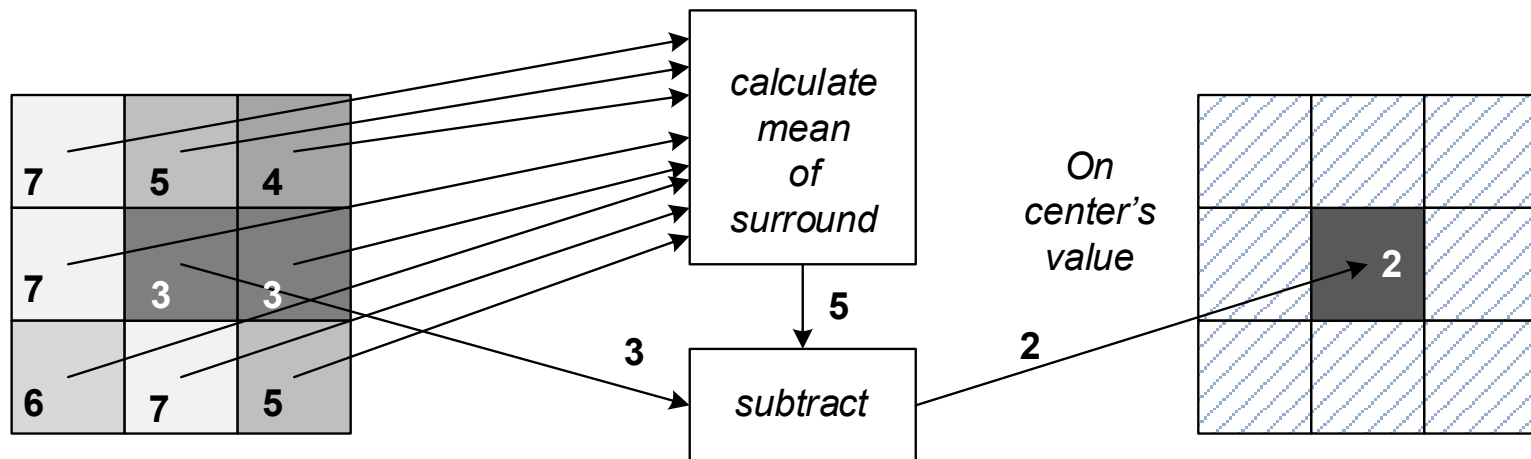 7 5 4
7 3 3
6 7 5
calculate
mean
of
surround
5
3
subtract
2
On
center's
value
2